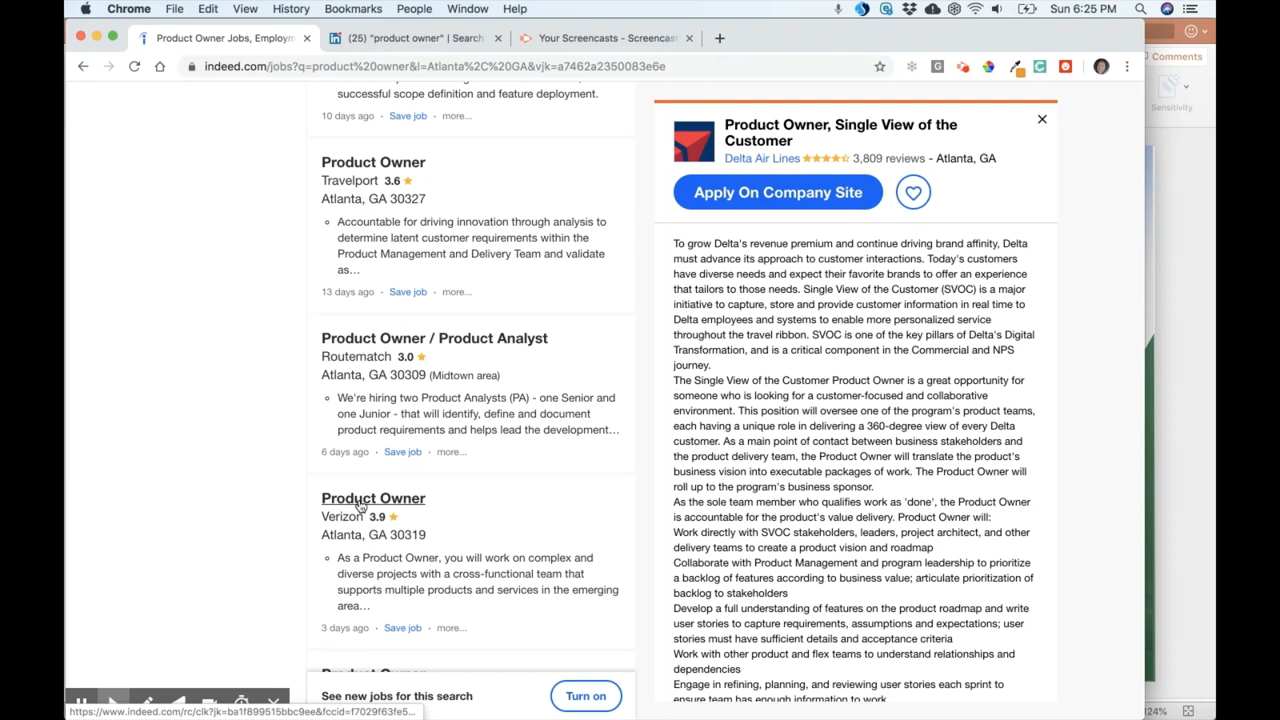 Chrome File Edit View History Bookmarks People Window Help Sun 6:25 PM
Product Owner Jobs, Employm × (25) "product owner" | Search × Your Screencasts - Screencast × +
indeed.com/jobs?q=product%20owner&l=Atlanta%2C%20GA&vjk=a7462a2350083e6e
Comments
Sensitivity
successful scope definition and feature deployment.
10 days ago • Save job • more...
Product Owner
Travelport 3.6 ★
Atlanta, GA 30327
Accountable for driving innovation through analysis to
determine latent customer requirements within the
Product Management and Delivery Team and validate
as…
13 days ago • Save job • more...
Product Owner / Product Analyst
Routematch 3.0 ★
Atlanta, GA 30309 (Midtown area)
We're hiring two Product Analysts (PA) - one Senior and
one Junior - that will identify, define and document
product requirements and helps lead the development…
6 days ago • Save job • more...
Product Owner
Verizon 3.9 ★
Atlanta, GA 30319
As a Product Owner, you will work on complex and
diverse projects with a cross-functional team that
supports multiple products and services in the emerging
area…
3 days ago • Save job • more...
Product Owner
See new jobs for this search Turn on
https://www.indeed.com/rc/clk?jk=ba1f899515bbc9ee&fccid=f7029f63fe5...
Product Owner, Single View of the
Customer
Delta Air Lines 3,809 reviews - Atlanta, GA
Apply On Company Site
To grow Delta's revenue premium and continue driving brand affinity, Delta
must advance its approach to customer interactions. Today's customers
have diverse needs and expect their favorite brands to offer an experience
that tailors to those needs. Single View of the Customer (SVOC) is a major
initiative to capture, store and provide customer information in real time to
Delta employees and systems to enable more personalized service
throughout the travel ribbon. SVOC is one of the key pillars of Delta's Digital
Transformation, and is a critical component in the Commercial and NPS
journey.
The Single View of the Customer Product Owner is a great opportunity for
someone who is looking for a customer-focused and collaborative
environment. This position will oversee one of the program's product teams,
each having a unique role in delivering a 360-degree view of every Delta
customer. As a main point of contact between business stakeholders and
the product delivery team, the Product Owner will translate the product's
business vision into executable packages of work. The Product Owner will
roll up to the program's business sponsor.
As the sole team member who qualifies work as 'done', the Product Owner
is accountable for the product's value delivery. Product Owner will:
Work directly with SVOC stakeholders, leaders, project architect, and other
delivery teams to create a product vision and roadmap
Collaborate with Product Management and program leadership to prioritize
a backlog of features according to business value; articulate prioritization of
backlog to stakeholders
Develop a full understanding of features on the product roadmap and write
user stories to capture requirements, assumptions and expectations; user
stories must have sufficient details and acceptance criteria
Work with other product and flex teams to understand relationships and
dependencies
Engage in refining, planning, and reviewing user stories each sprint to
ensure team has enough information to work
124%